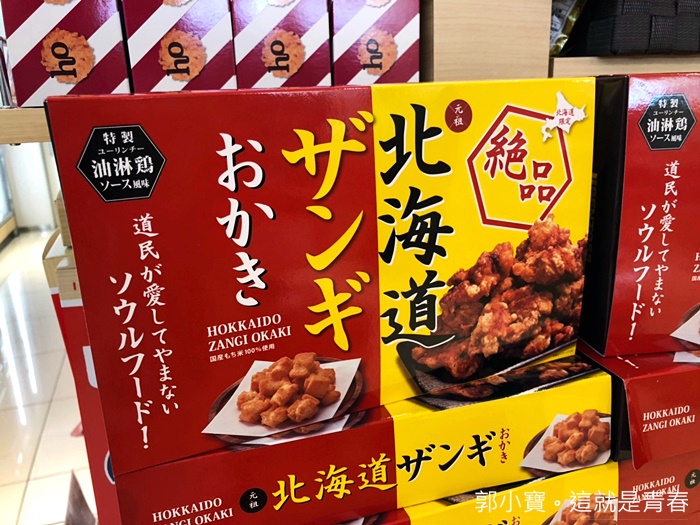 特製
ユーリンチー
油淋鶏
ソース風味
道民が愛してやまない
ソウルフード!
おかき
ザンギ
HOKKAIDO
ZANGI OKAKI
国産もち米100%使用
元祖
北海道
絶品
北海道
限定
HOKKAIDO
ZANGI OKAKI
元祖
北海道
ザンギ
おかき
特製
ユーリンチー
油淋鶏
ソース風味
道民が愛してやまない
ソウルフード!
HOKKAIDO
ZANGI OKAKI
HOKKAIDO
ZANGI OKAKI
北海道
郭小寶。這就是青春